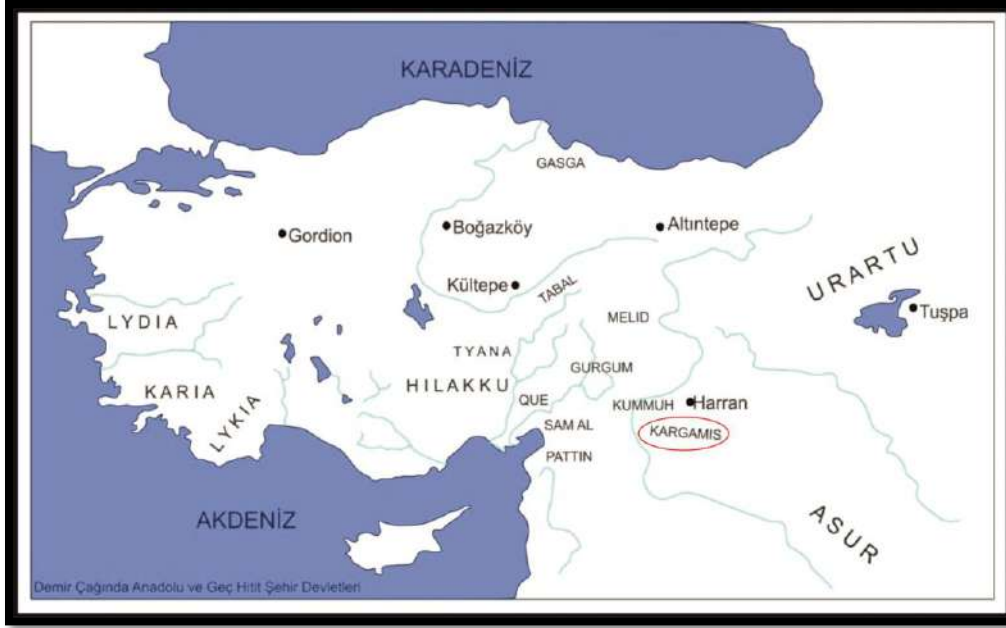 KARADENİZ
GASGA
Gordion
Boğazköy
Altıntepe
URARTU
Kültepe
TABAL
Tuşpa
LYDIA
MELID
TYANA
GURGUM
KARIA
HILAKKU
LYKIA
QUE
KUMMUH
Harran
SAM AL
KARGAMIS
PATTIN
AKDENİZ
ASUR
Demir Çağında Anadolu ve Geç Hitit Şehir Devletleri